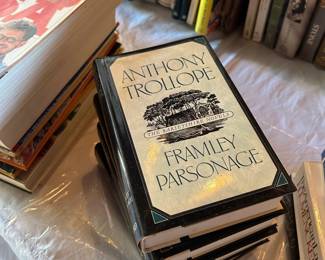 ANTHONY
TROLLOPE
THE BARSETSHIRE NOVELS
FRAMLEY
PARSONAGE